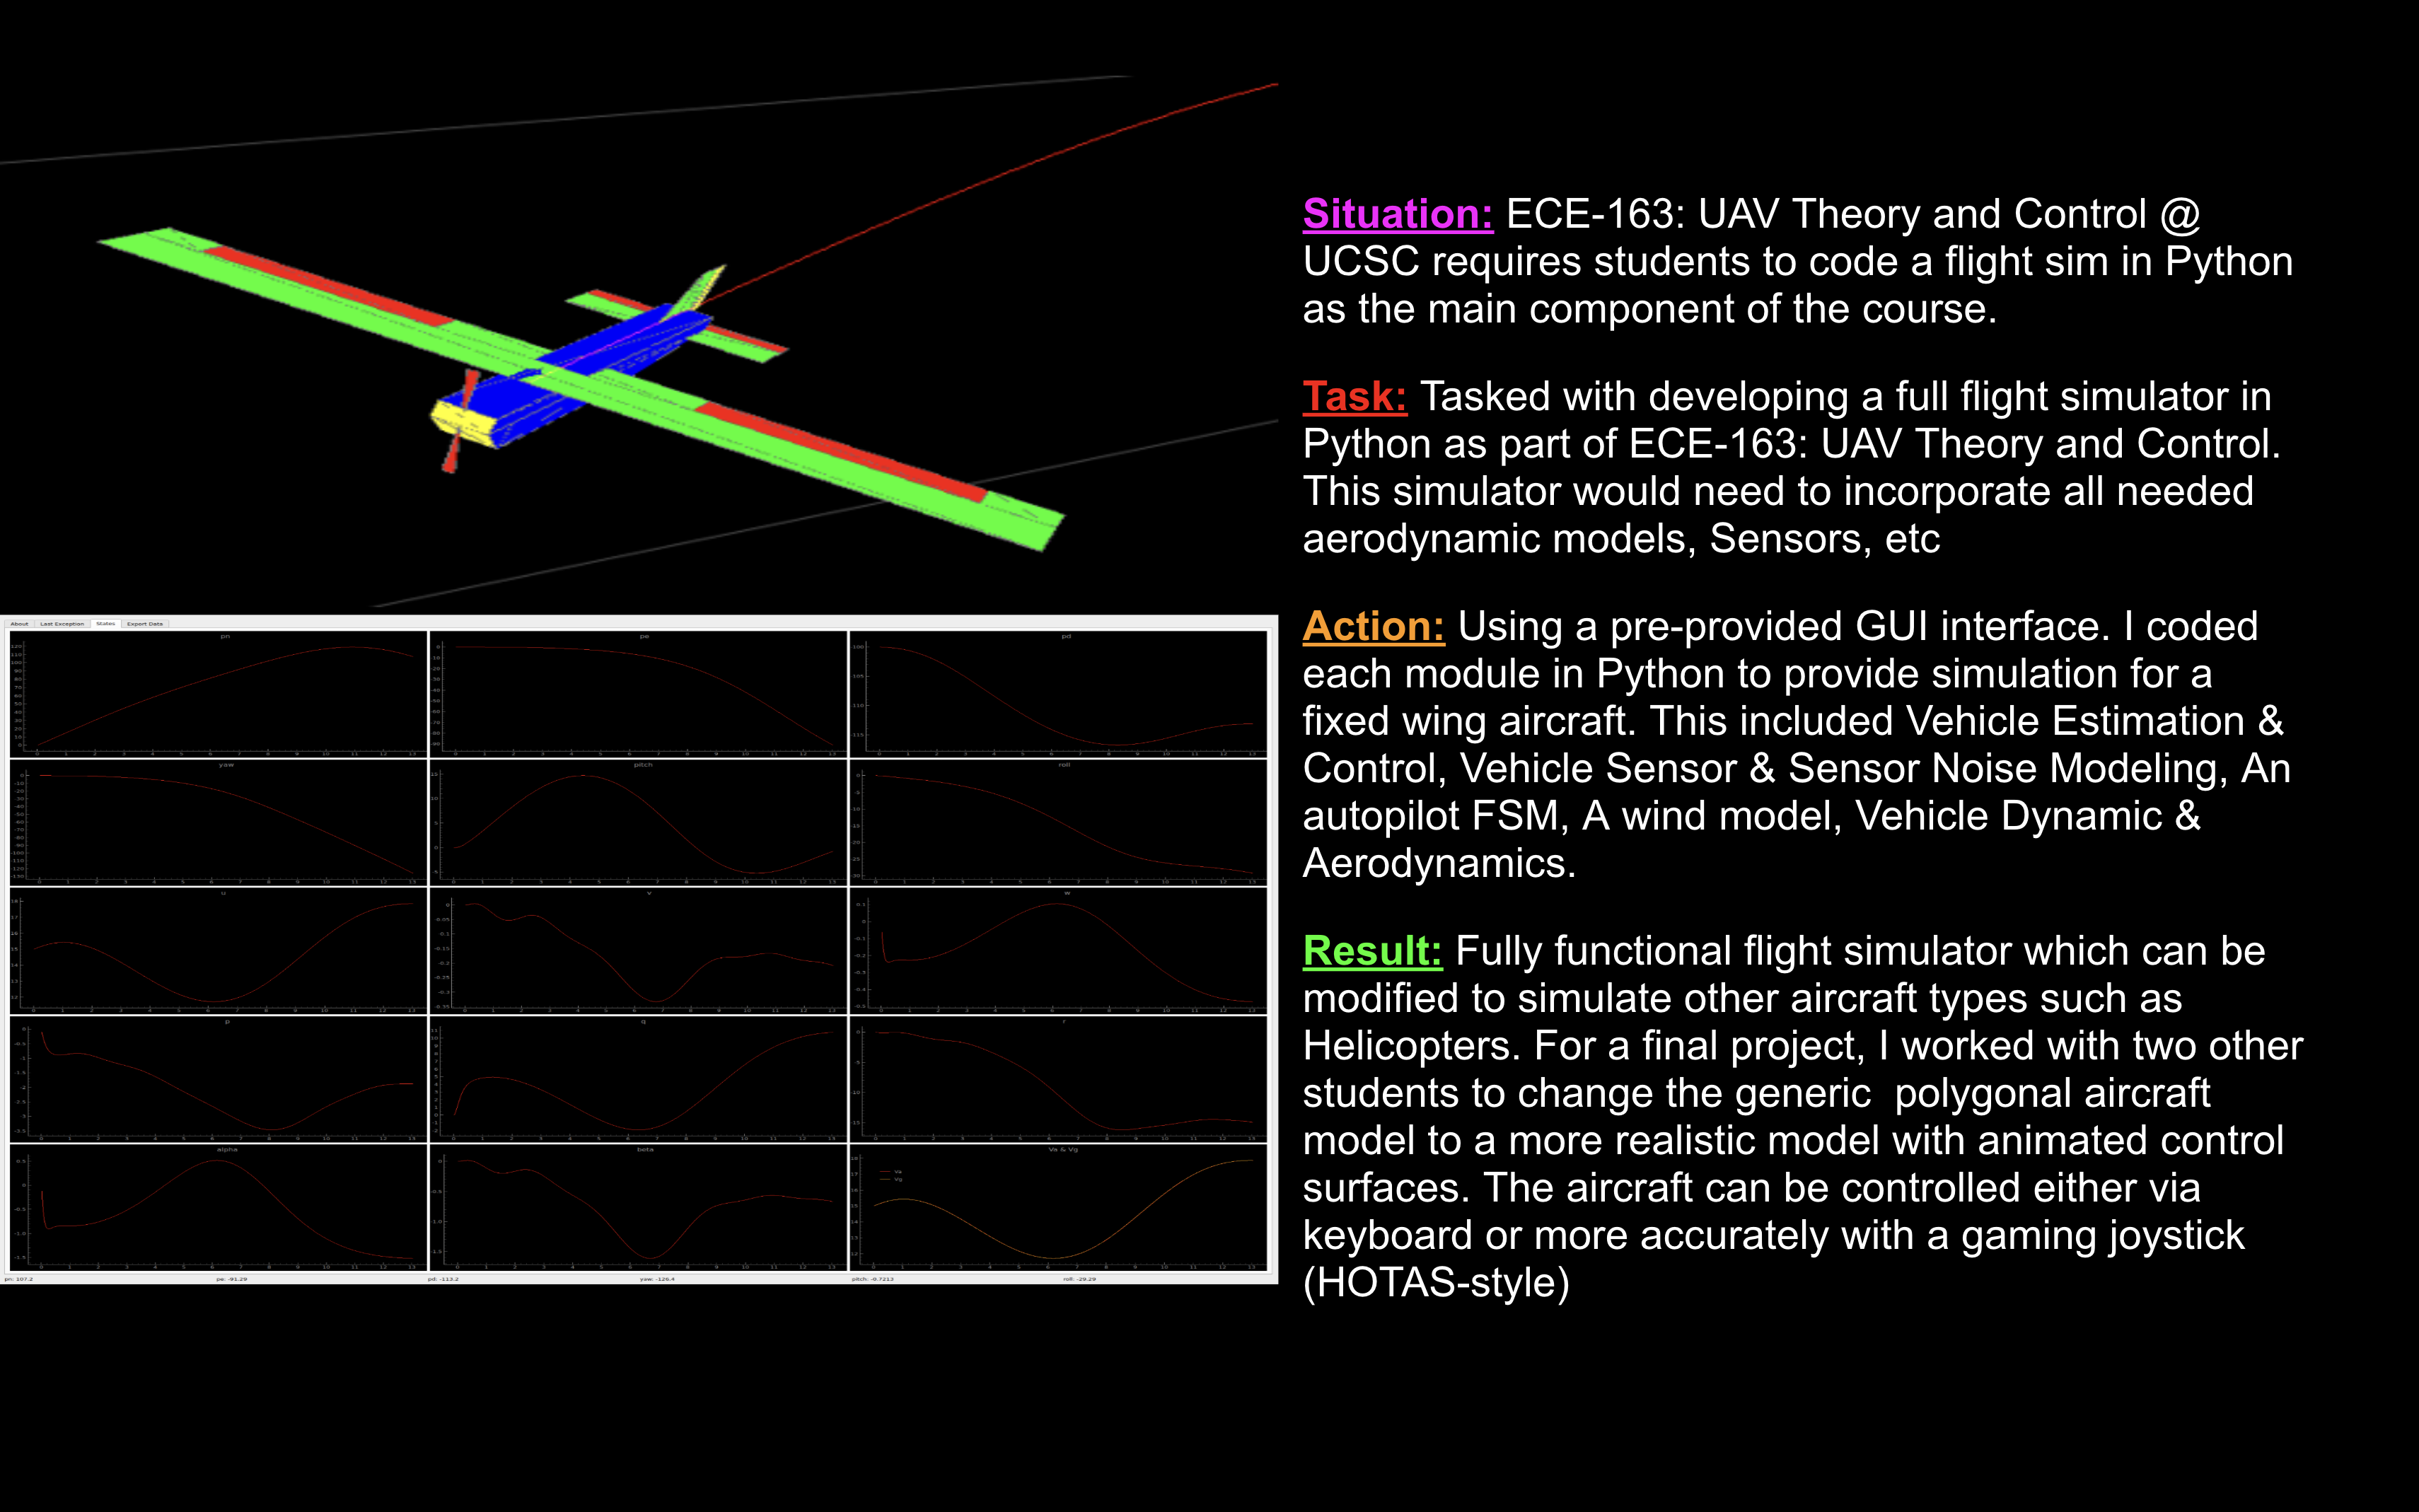 Situation: ECE-163: UAV Theory and Control @
UCSC requires students to code a flight sim in Python
as the main component of the course.
Task: Tasked with developing a full flight simulator in
Python as part of ECE-163: UAV Theory and Control.
This simulator would need to incorporate all needed
aerodynamic models, Sensors, etc
Action: Using a pre-provided GUI interface. I coded
each module in Python to provide simulation for a
fixed wing aircraft. This included Vehicle Estimation &
Control, Vehicle Sensor & Sensor Noise Modeling, An
autopilot FSM, A wind model, Vehicle Dynamic &
Aerodynamics.
Result: Fully functional flight simulator which can be
modified to simulate other aircraft types such as
Helicopters. For a final project, I worked with two other
students to change the generic  polygonal aircraft
model to a more realistic model with animated control
surfaces. The aircraft can be controlled either via
keyboard or more accurately with a gaming joystick
(HOTAS-style)
About Last Exception States Export Data
pn pe pd
yaw pitch roll
u v w
p q r
alpha beta Va & Vg
Va
Vg
pn: 107.2 pe: -91.29 pd: -113.2 yaw: -126.4 pitch: -0.7213 roll: -29.29